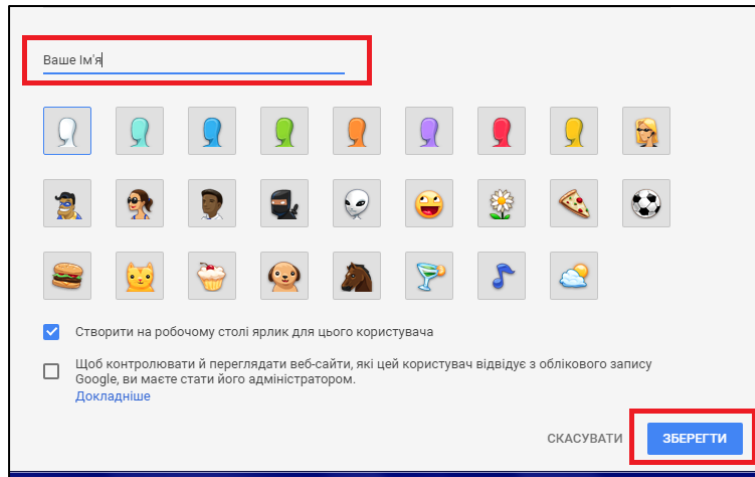 Ваше Ім'я
Створити на робочому столі ярлик для цього користувача
Щоб контролювати й переглядати веб-сайти, які цей користувач відвідує з облікового запису
Google, ви маєте стати його адміністратором.
Докладніше
СКАСУВАТИ
ЗБЕРЕГТИ